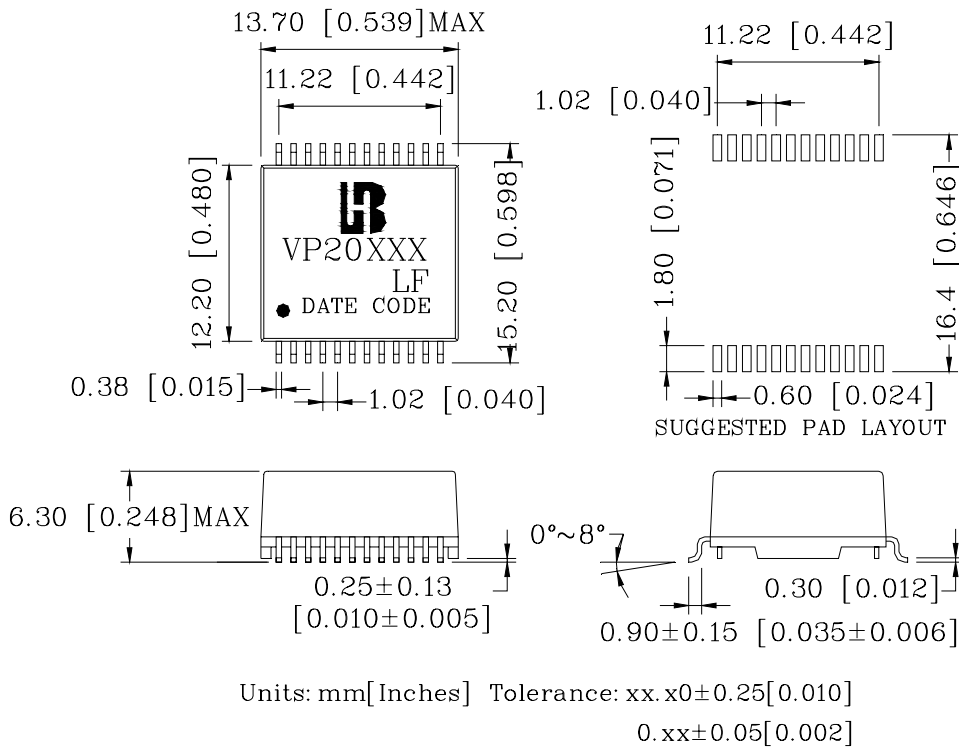 13.70 [0.539]MAX
11.22 [0.442]
12.20 [0.480]
15.20 [0.598]
VP20XXX
LF
DATE CODE
0.38 [0.015]
1.02 [0.040]
11.22 [0.442]
1.02 [0.040]
1.80 [0.071]
16.4 [0.646]
0.60 [0.024]
SUGGESTED PAD LAYOUT
6.30 [0.248]MAX
0.25±0.13
[0.010±0.005]
0°~8°
0.30 [0.012]
0.90±0.15 [0.035±0.006]
Units: mm[Inches] Tolerance: xx.x0±0.25[0.010]
0.xx±0.05[0.002]